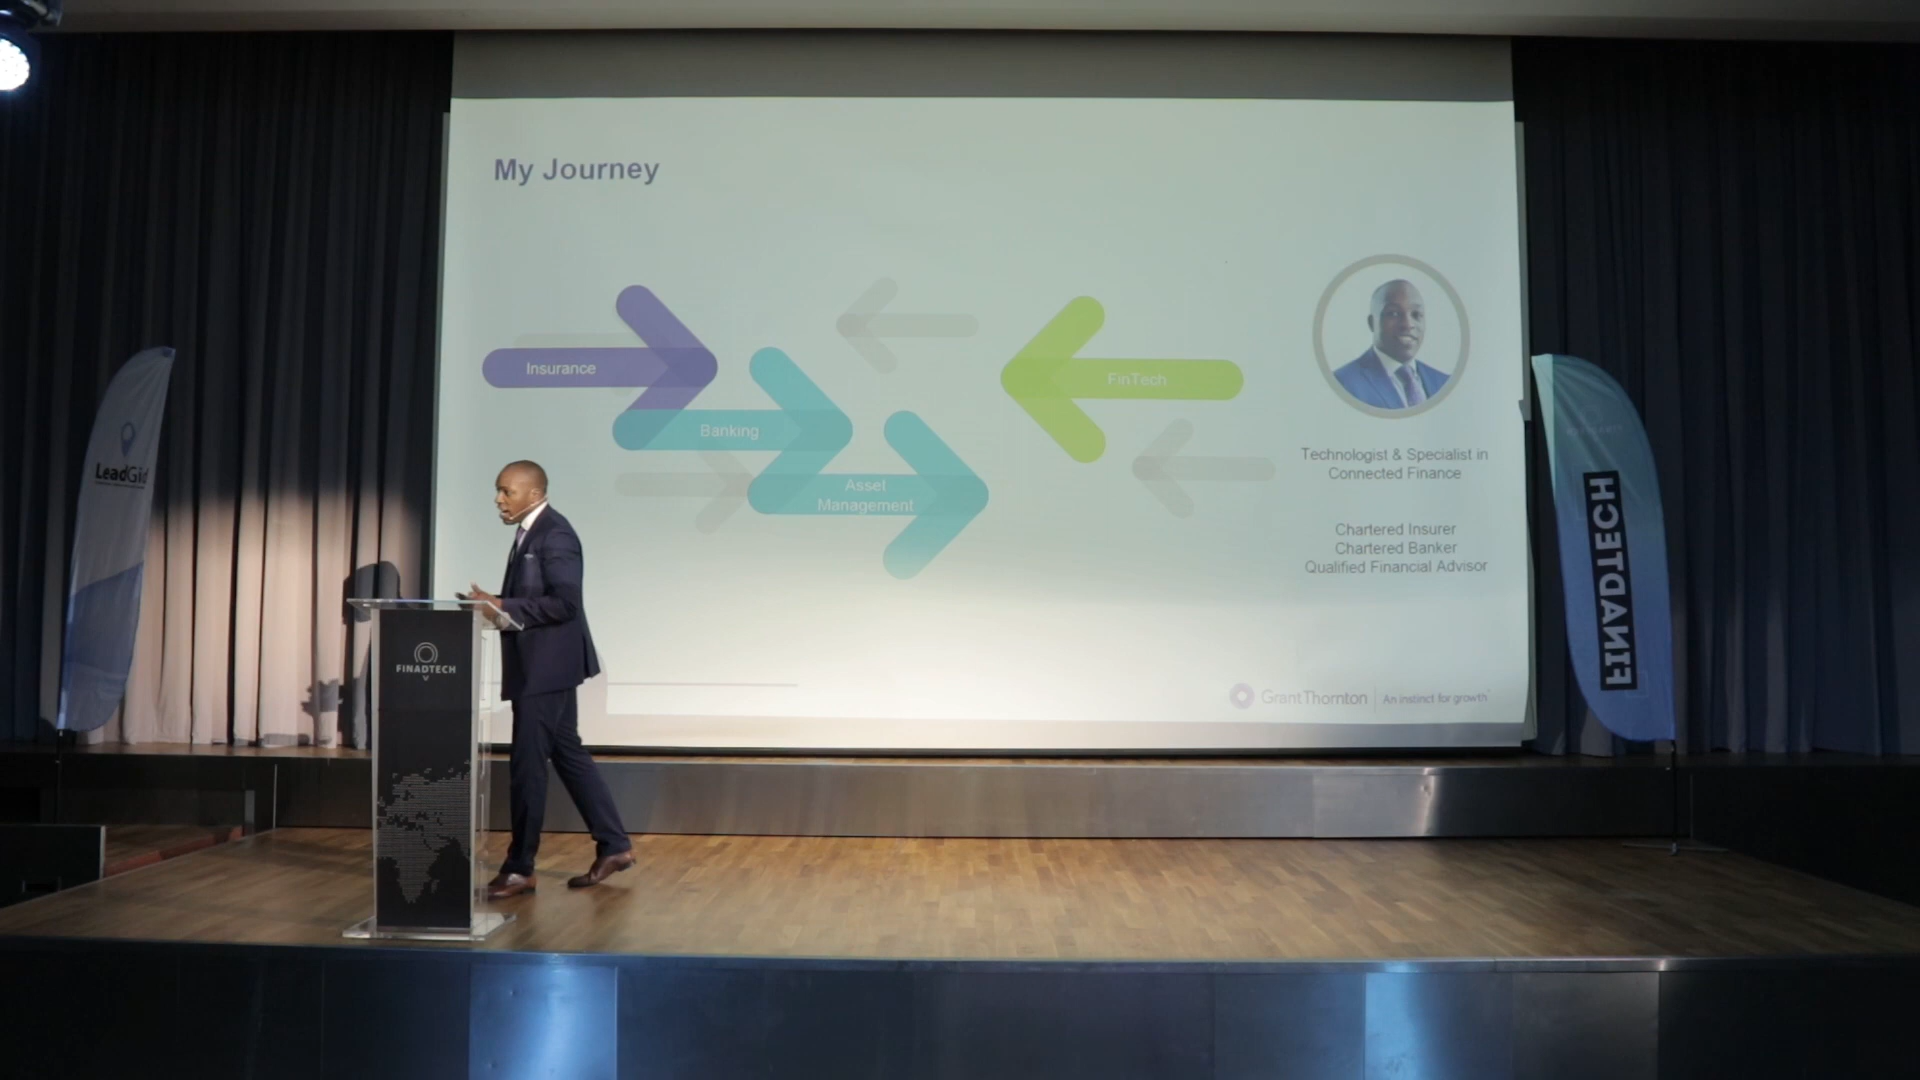 My Journey
Insurance
Banking
Asset
Management
FinTech
Technologist & Specialist in
Connected Finance
Chartered Insurer
Chartered Banker
Qualified Financial Advisor
GrantThornton
An instinct for growth
LeadGid
FINADTECH
FINADTECH